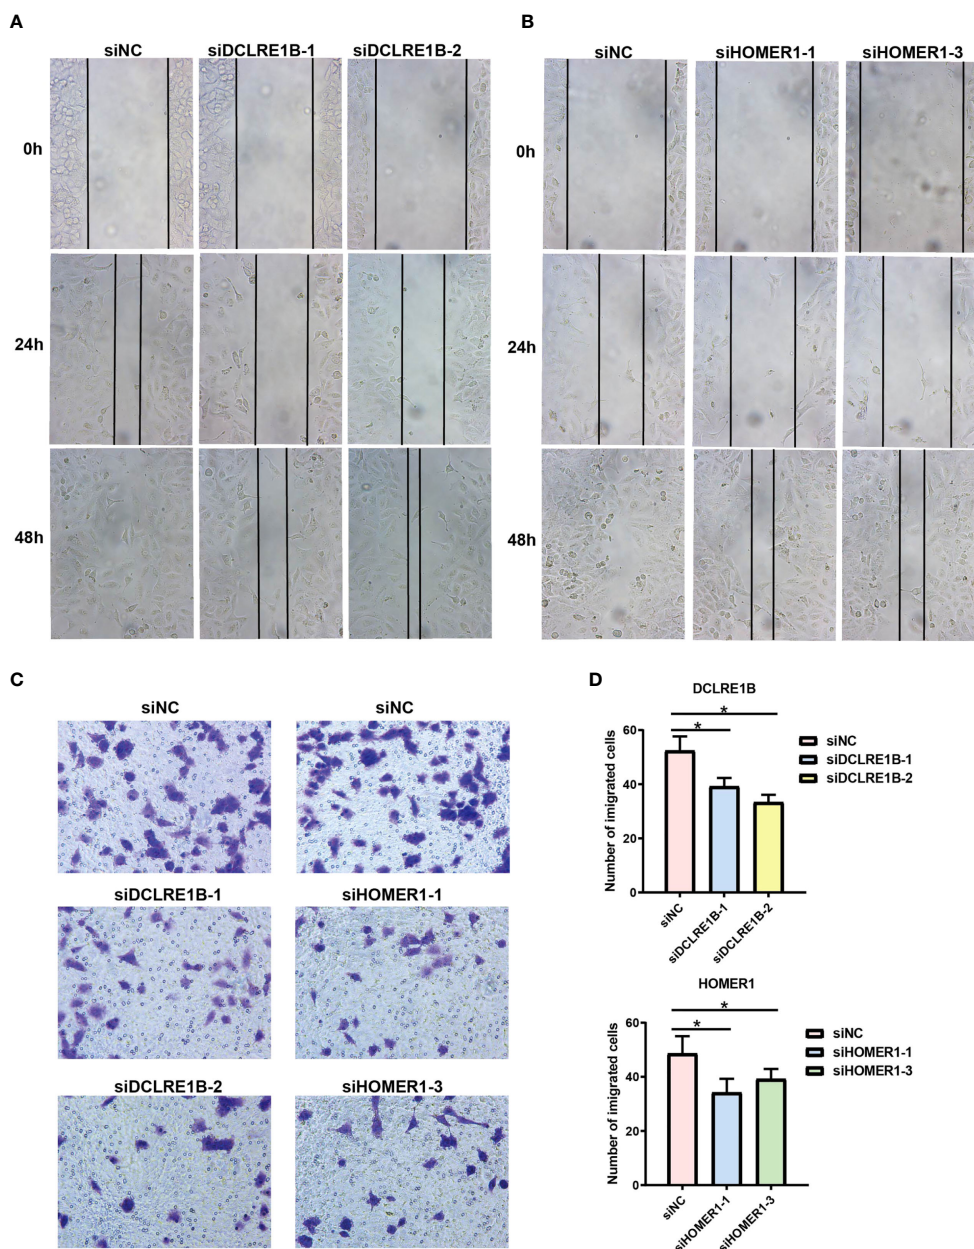 A
siNC siDCLRE1B-1 siDCLRE1B-2
0h
24h
48h
B
siNC siHOMER1-1 siHOMER1-3
0h
24h
48h
C
siNC siNC
siDCLRE1B-1 siHOMER1-1
siDCLRE1B-2 siHOMER1-3
D
DCLRE1B
*
*
60
40
20
0
Number of imigrated cells
siNC
siDCLRE1B-1
siDCLRE1B-2
siNC
siDCLRE1B-1
siDCLRE1B-2
HOMER1
*
*
60
40
20
0
Number of imigrated cells
siNC
siHOMER1-1
siHOMER1-3
siNC
siHOMER1-1
siHOMER1-3